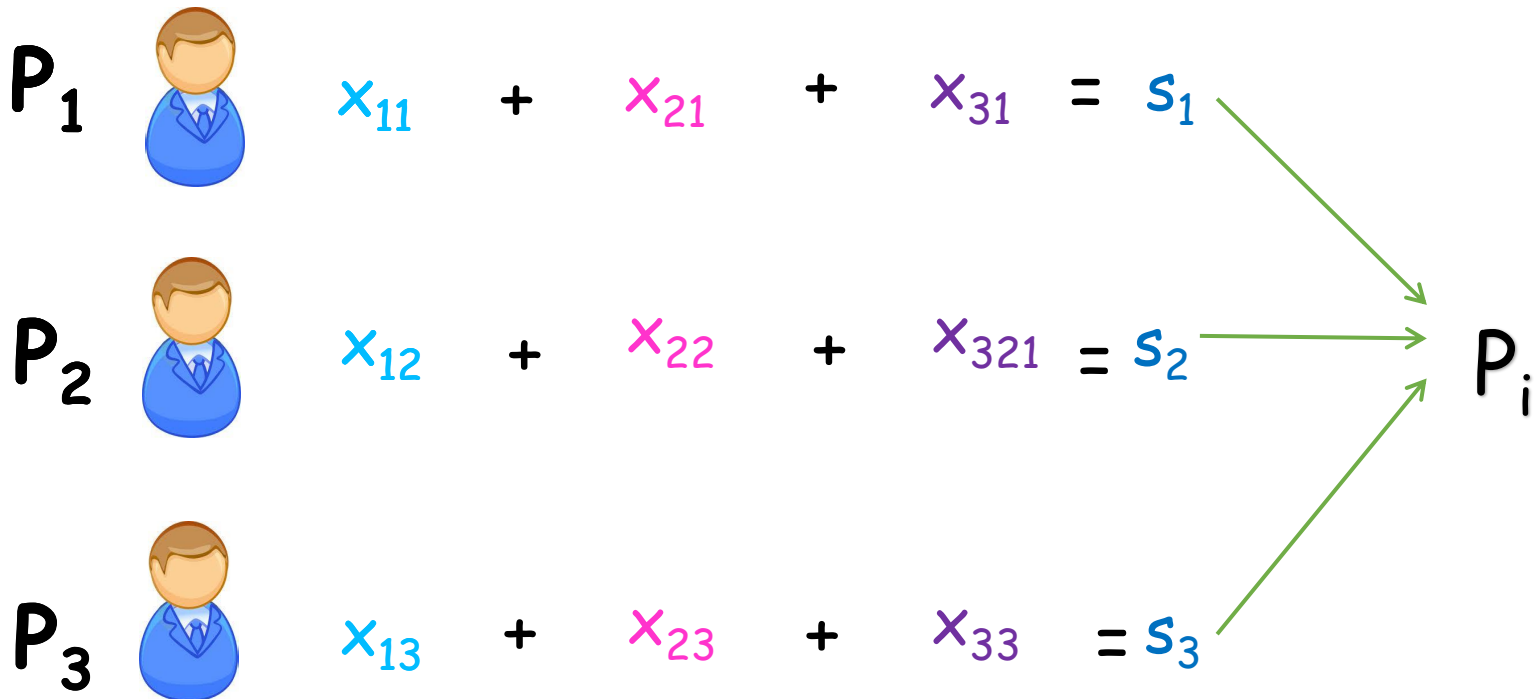 P₁ x₁₁ + x₂₁ + x₃₁ = s₁
P₂ x₁₂ + x₂₂ + x₃₂₁ = s₂
Pᵢ
P₃ x₁₃ + x₂₃ + x₃₃ = s₃